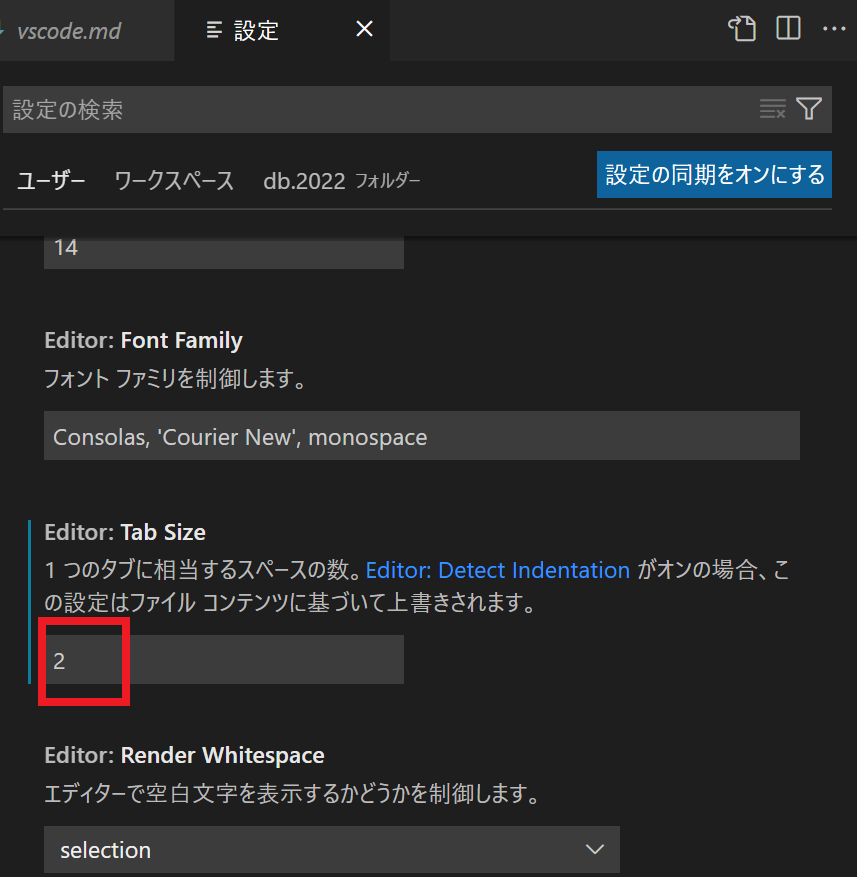 vscode.md
設定
設定の検索
ユーザー ワークスペース db.2022 フォルダー
設定の同期をオンにする
14
Editor: Font Family
フォント ファミリを制御します。
Consolas, 'Courier New', monospace
Editor: Tab Size
1 つのタブに相当するスペースの数。Editor: Detect Indentation がオンの場合、こ
の設定はファイル コンテンツに基づいて上書きされます。
2
Editor: Render Whitespace
エディターで空白文字を表示するかどうかを制御します。
selection